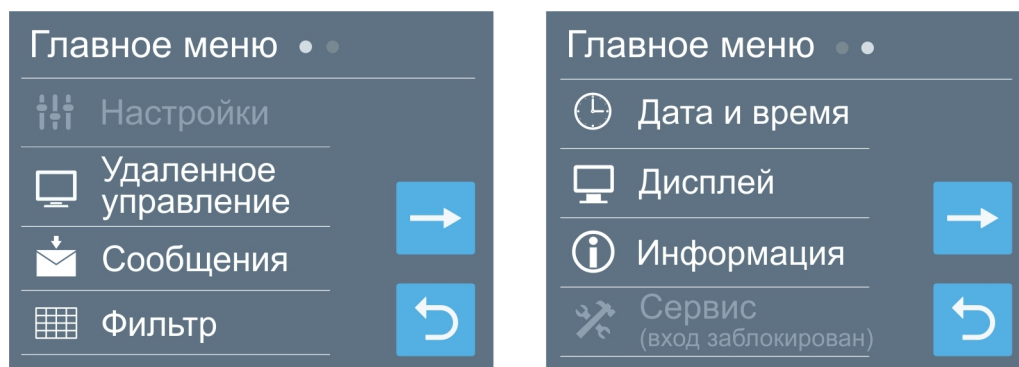 Главное меню
Настройки
Удаленное
управление
Сообщения
Фильтр
Главное меню
Дата и время
Дисплей
Информация
Сервис
(вход заблокирован)